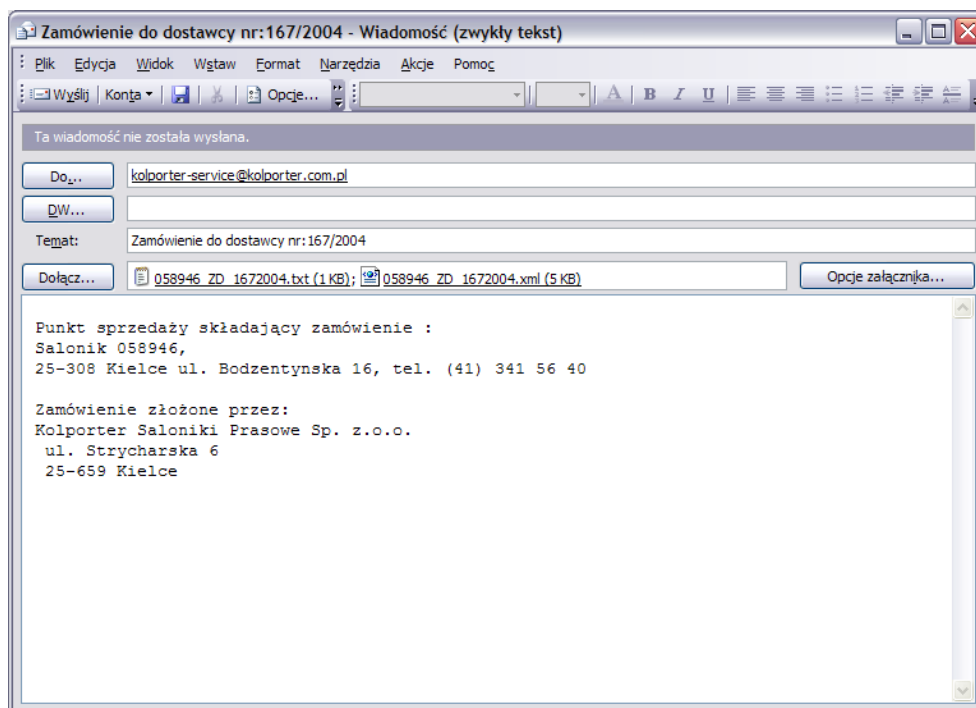 Zamówienie do dostawcy nr:167/2004 - Wiadomość (zwykły tekst)
Plik Edycja Widok Wstaw Format Narzędzia Akcje Pomoc
Wyślij Konta Opcje... A B I U
Ta wiadomość nie została wysłana.
Do... kolporter-service@kolporter.com.pl
DW...
Temat: Zamówienie do dostawcy nr:167/2004
Dołącz... 058946_ZD_1672004.txt (1 KB); 058946_ZD_1672004.xml (5 KB) Opcje załącznika...
Punkt sprzedaży składający zamówienie :
Salonik 058946,
25-308 Kielce ul. Bodzentynska 16, tel. (41) 341 56 40
Zamówienie złożone przez:
Kolporter Saloniki Prasowe Sp. z.o.o.
ul. Strycharska 6
25-659 Kielce